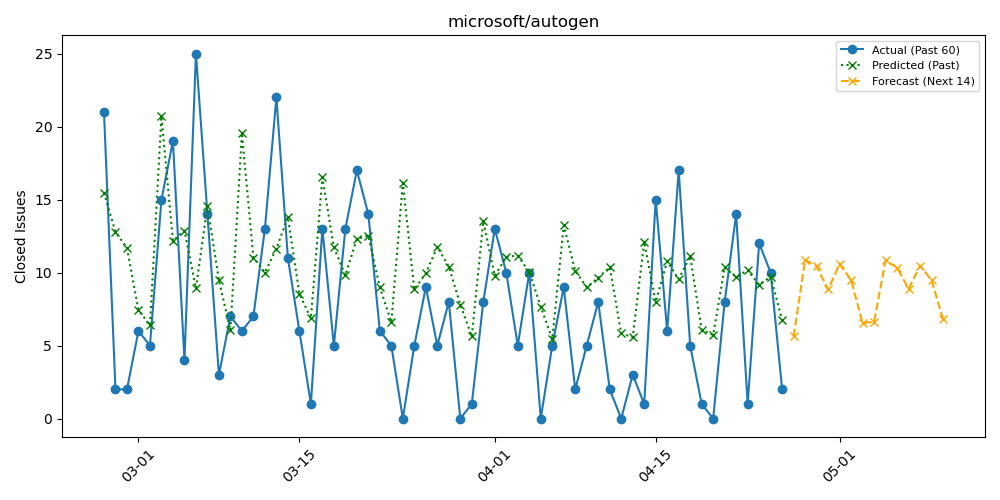 microsoft/autogen
Actual (Past 60)
Predicted (Past)
Forecast (Next 14)
Closed Issues
25
20
15
10
5
0
03-01
03-15
04-01
04-15
05-01